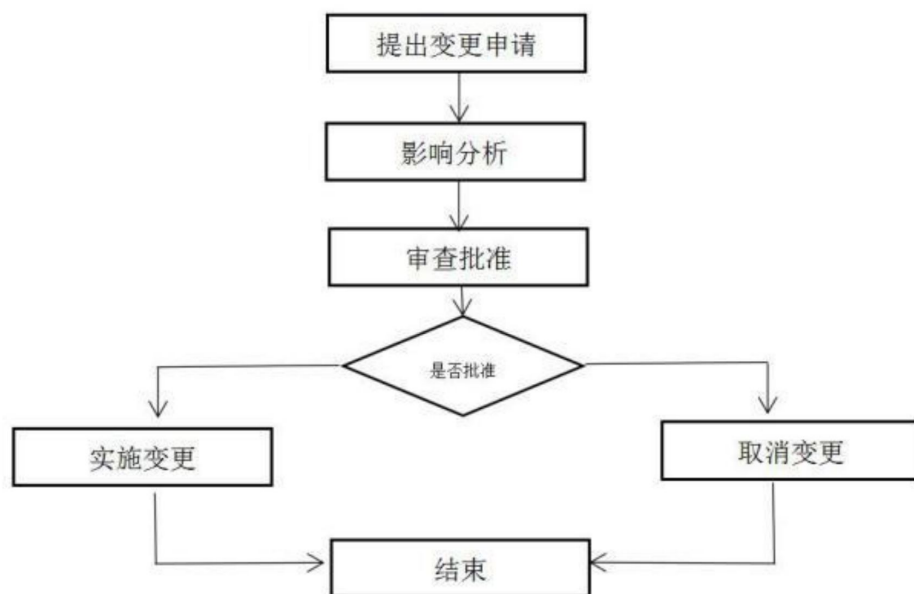 提出变更申请
影响分析
审查批准
是否批准
实施变更
取消变更
结束